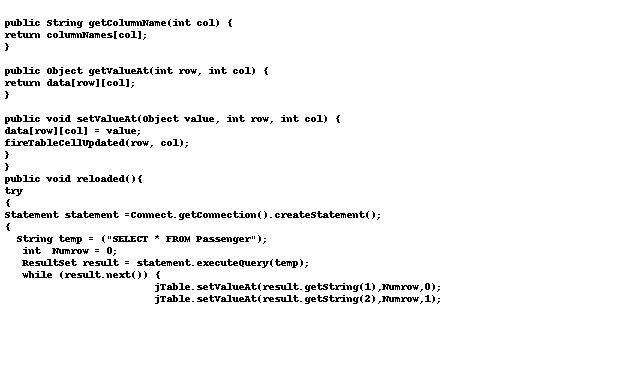 public String getColumnName(int col) {
return columnNames[col];
}
public Object getValueAt(int row, int col) {
return data[row][col];
}
public void setValueAt(Object value, int row, int col) {
data[row][col] = value;
fireTableCellUpdated(row, col);
}
}
public void reloaded(){
try
{
Statement statement =Connect.getConnection().createStatement();
{
String temp = ("SELECT * FROM Passenger");
int  Numrow = 0;
ResultSet result = statement.executeQuery(temp);
while (result.next()) {
jTable.setValueAt(result.getString(1),Numrow,0);
jTable.setValueAt(result.getString(2),Numrow,1);